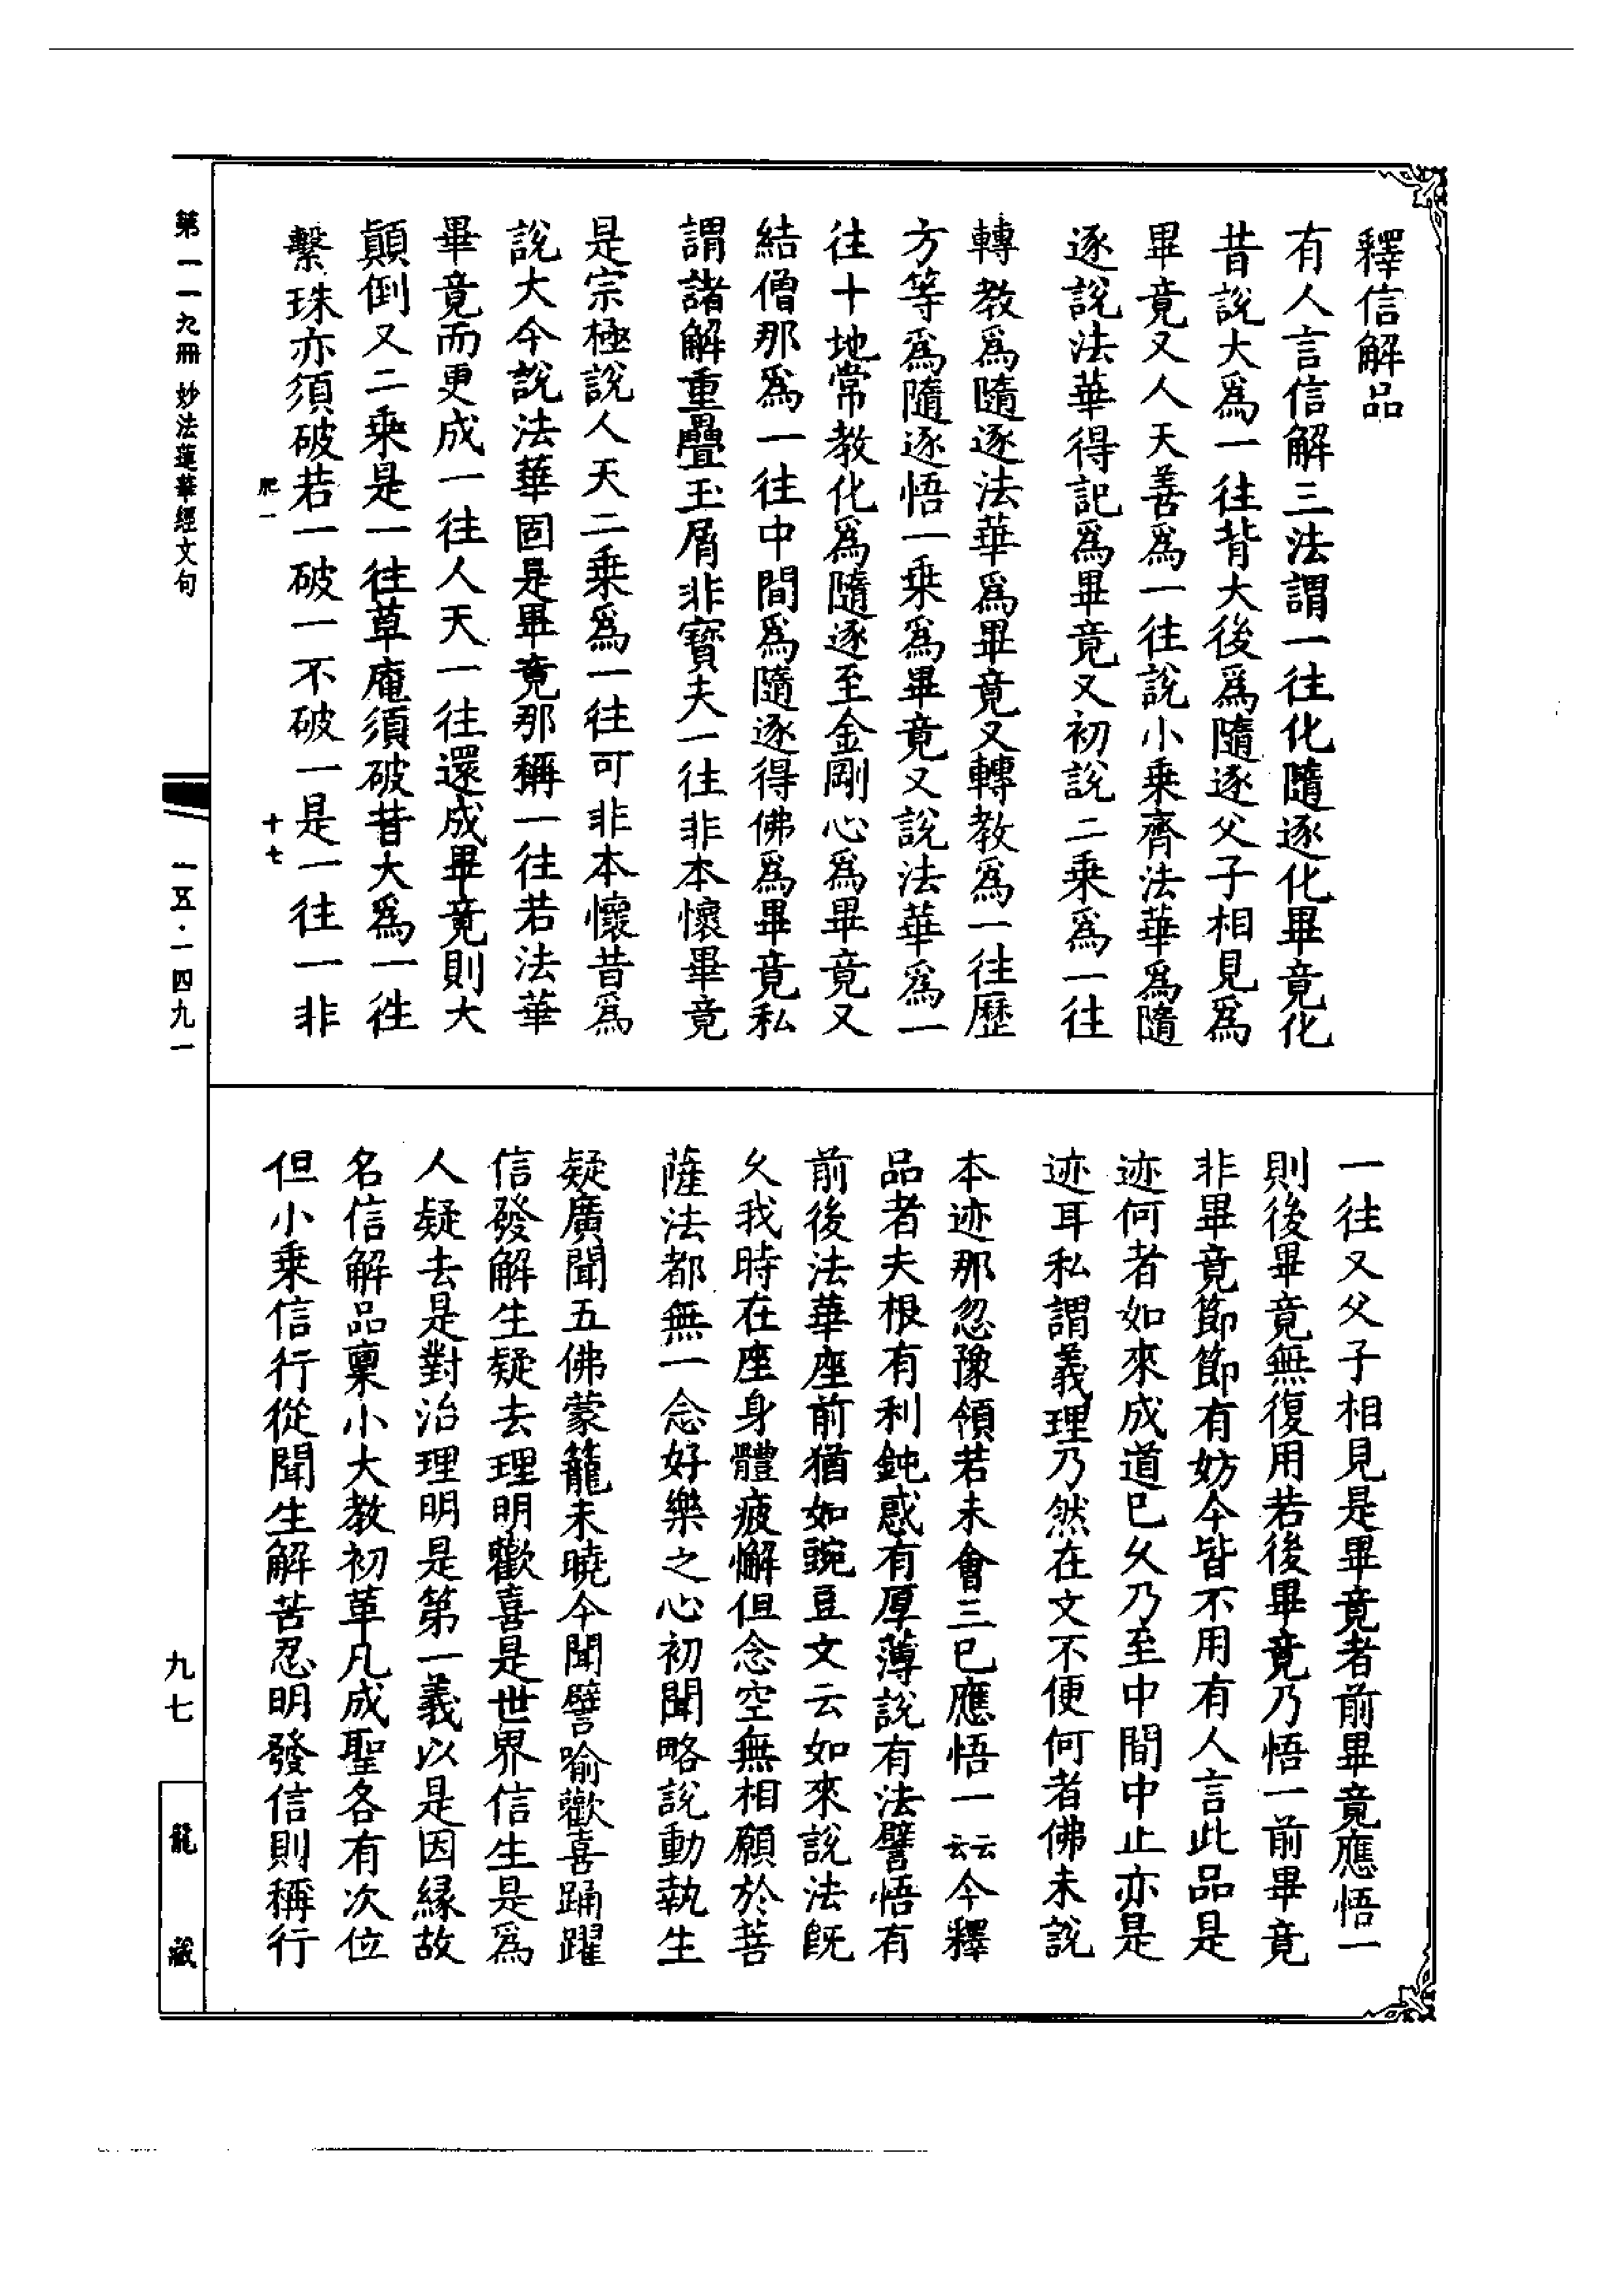 釋信解品
有人言信解三法謂一往化隨逐化畢竟化
昔說大爲一往背大後爲隨逐父子相見爲
畢竟又人天善爲一往說小乗齊法華爲隨
逐說法華得記爲畢竟又初說二乗爲一往
轉教爲隨逐法華爲畢竟又轉教爲一往歷
方等爲隨逐悟一乗爲畢竟又說法華爲一
往十地常教化爲隨逐至金剛心爲畢竟又
結僧那爲一往中間爲隨逐得佛爲畢竟私
謂諸解重疊玉屑非寶夫一往非本懷畢竟
是宗極說人天二乗爲一往可非本懷昔爲
說大今說法華固是畢竟那稱一往若法華
畢竟而更成一往人天一往還成畢竟則大
顚倒又二乗是一往草庵須破昔大爲一往
繫珠亦須破若一破一不破一是一往一非
一往又父子相見是畢竟者前畢竟應悟一
則後畢竟無復用若後畢竟乃悟一前畢竟
非畢竟節節有妨今皆不用有人言此品是
迹何者如來成道已乆乃至中間中止亦是
迹耳私謂義理乃然在文不便何者佛未說
本迹那忽豫領若未會三已應悟一云云今釋
品者夫根有利鈍惑有厚薄說有法譬悟有
前後法華座前猶如豌豆文云如來說法旣
乆我時在座身體疲懈但念空無相願於菩
薩法都無一念好樂之心初聞略說動執生
疑廣聞五佛蒙籠未曉今聞譬喻歡喜踊躍
信發解生疑去理明歡喜是世界信生是爲
人疑去是對治理明是第一義以是因縁故
名信解品稟小大教初革凡成聖各有次位
但小乗信行從聞生解苦忍明發信則稱行
第一一九冊 妙法蓮華經文句
肥一 十七
一五·一四九一
九七
龍藏